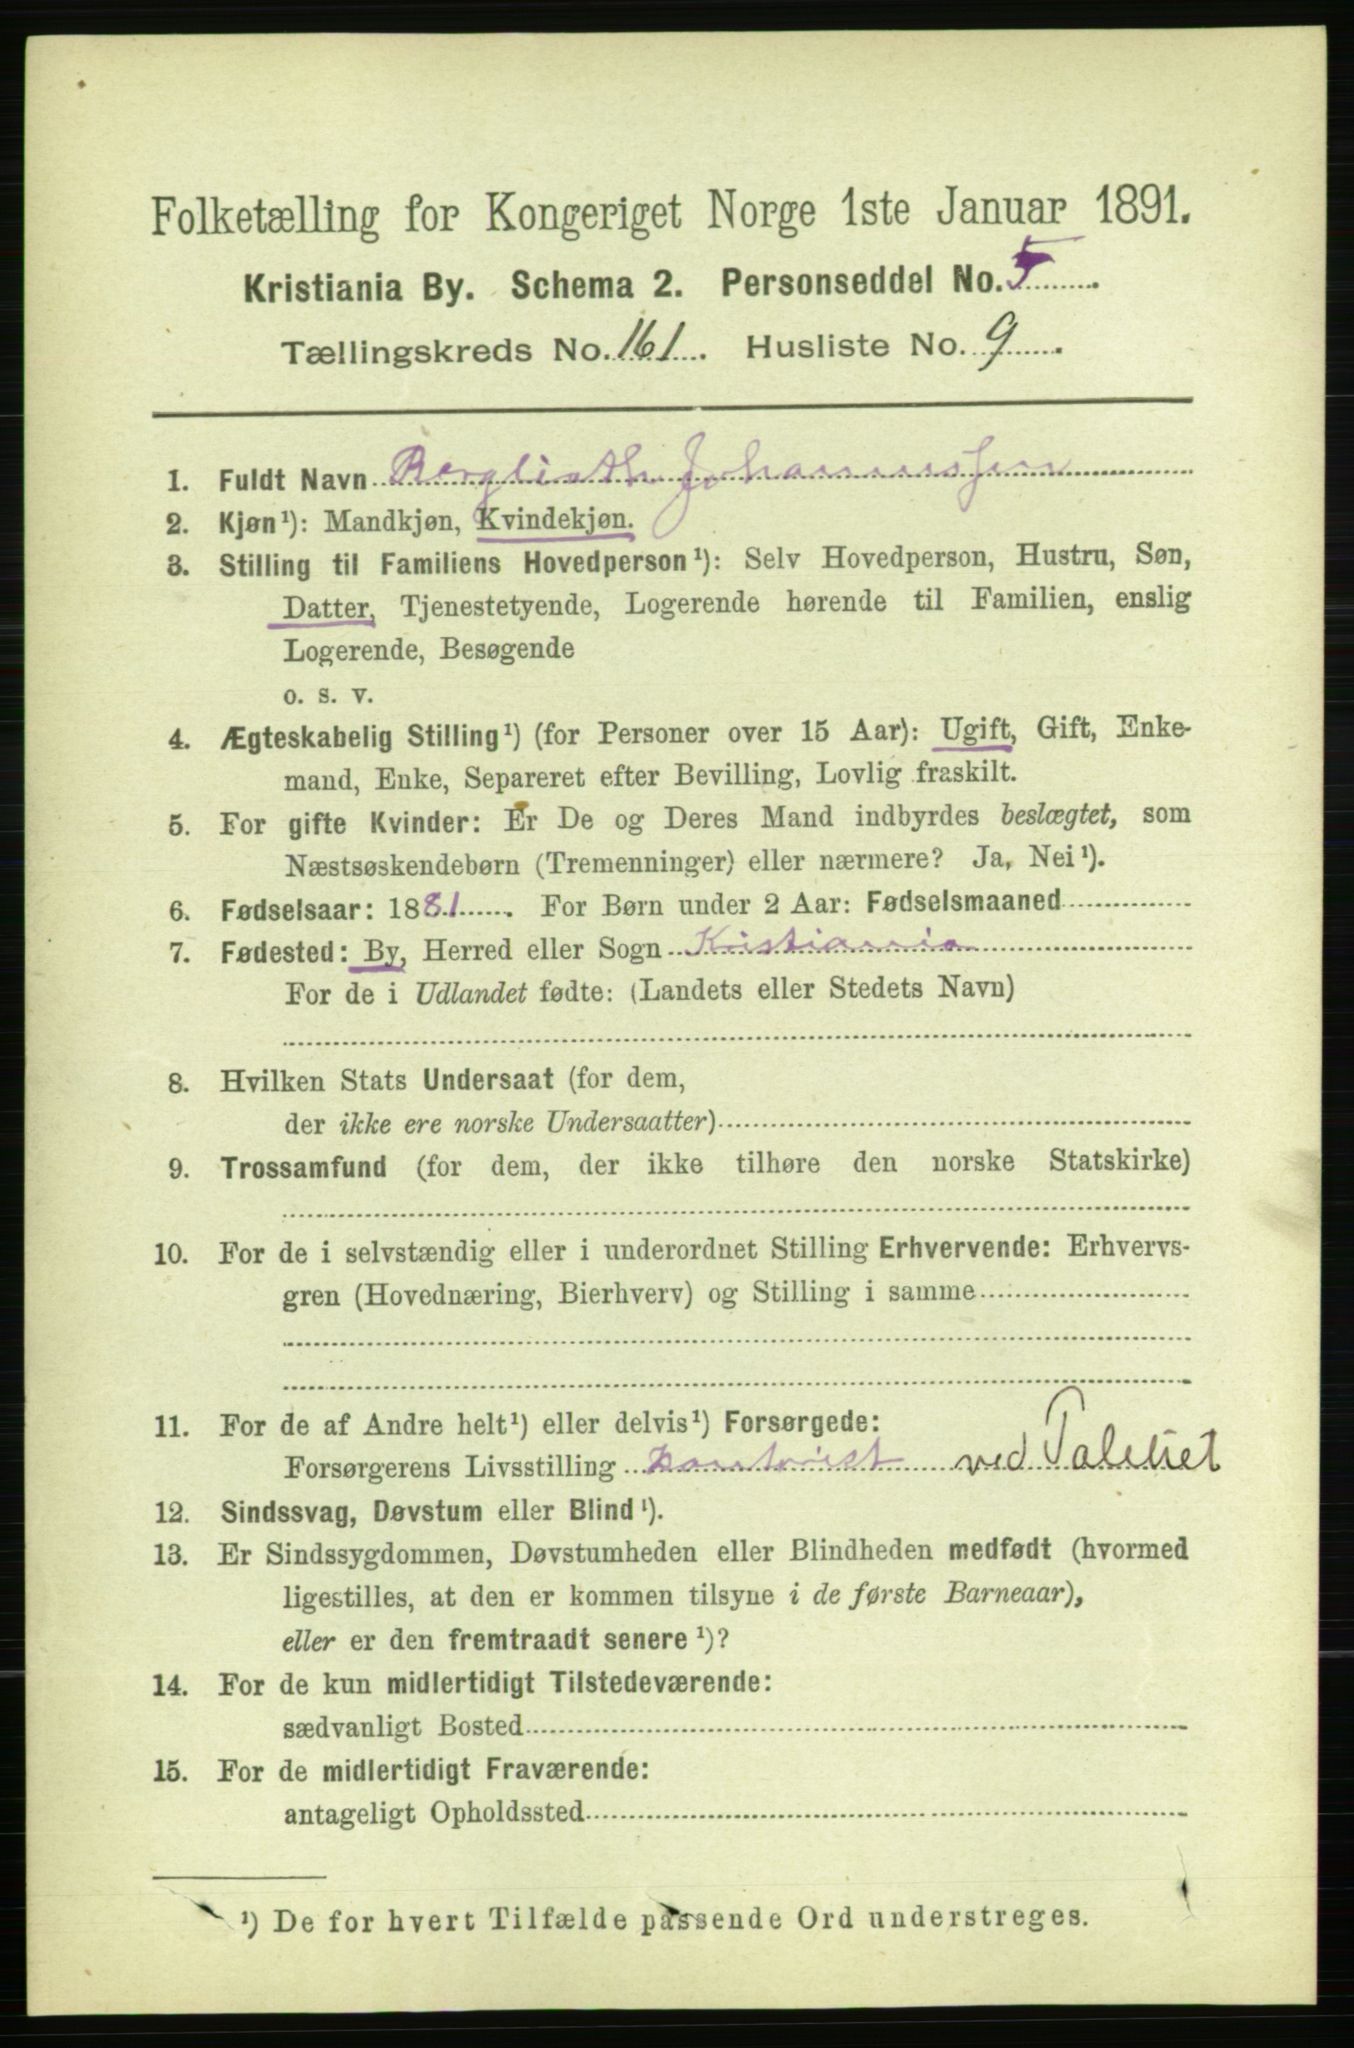 Folketælling for Kongeriget Norge 1ste Januar 1891.
Kristiania By. Schema 2. Personseddel No. 5.
Tællingskreds No. 161. Husliste No. 9.
1. Fuldt Navn Berglioth Johannesen
2. Kjøn¹): Mandkjøn, Kvindekjøn.
3. Stilling til Familiens Hovedperson¹): Selv Hovedperson, Hustru, Søn,
Datter, Tjenestetyende, Logerende hørende til Familien, enslig
Logerende, Besøgende
o. s. v.
4. Ægteskabelig Stilling¹) (for Personer over 15 Aar): Ugift, Gift, Enke-
mand, Enke, Separeret efter Bevilling, Lovlig fraskilt.
5. For gifte Kvinder: Er De og Deres Mand indbyrdes beslægtet, som
Næstsøskendebørn (Tremenninger) eller nærmere? Ja, Nei¹).
6. Fødselsaar: 1881. For Børn under 2 Aar: Fødselsmaaned
7. Fødested: By, Herred eller Sogn Kristiania
For de i Udlandet fødte: (Landets eller Stedets Navn)
8. Hvilken Stats Undersaat (for dem,
der ikke ere norske Undersaatter)
9. Trossamfund (for dem, der ikke tilhøre den norske Statskirke)
10. For de i selvstændig eller i underordnet Stilling Erhvervende: Erhvervs-
gren (Hovednæring, Bierhverv) og Stilling i samme
11. For de af Andre helt¹) eller delvis¹) Forsørgede:
Forsørgerens Livsstilling Kontorist ved
12. Sindssvag, Døvstum eller Blind¹).
13. Er Sindssygdommen, Døvstumheden eller Blindheden medfødt (hvormed
ligestilles, at den er kommen tilsyne i de første Barneaar),
eller er den fremtraadt senere¹)?
14. For de kun midlertidigt Tilstedeværende:
sædvanligt Bosted
15. For de midlertidigt Fraværende:
antageligt Opholdssted
¹) De for hvert Tilfælde passende Ord understreges.